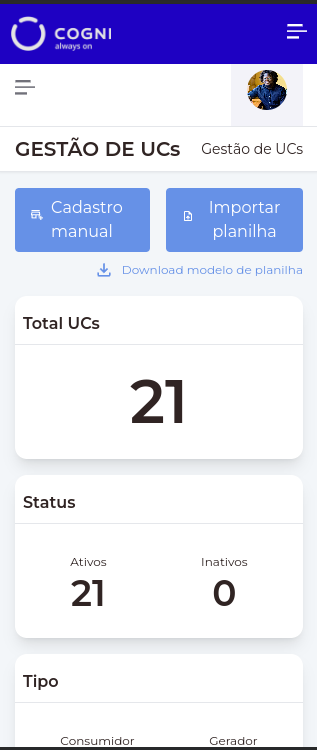 COGNI
always on
GESTÃO DE UCs
Gestão de UCs
Cadastro
manual
Importar
planilha
Download modelo de planilha
Total UCs
21
Status
Ativos
Inativos
21
0
Tipo
Consumidor
Gerador